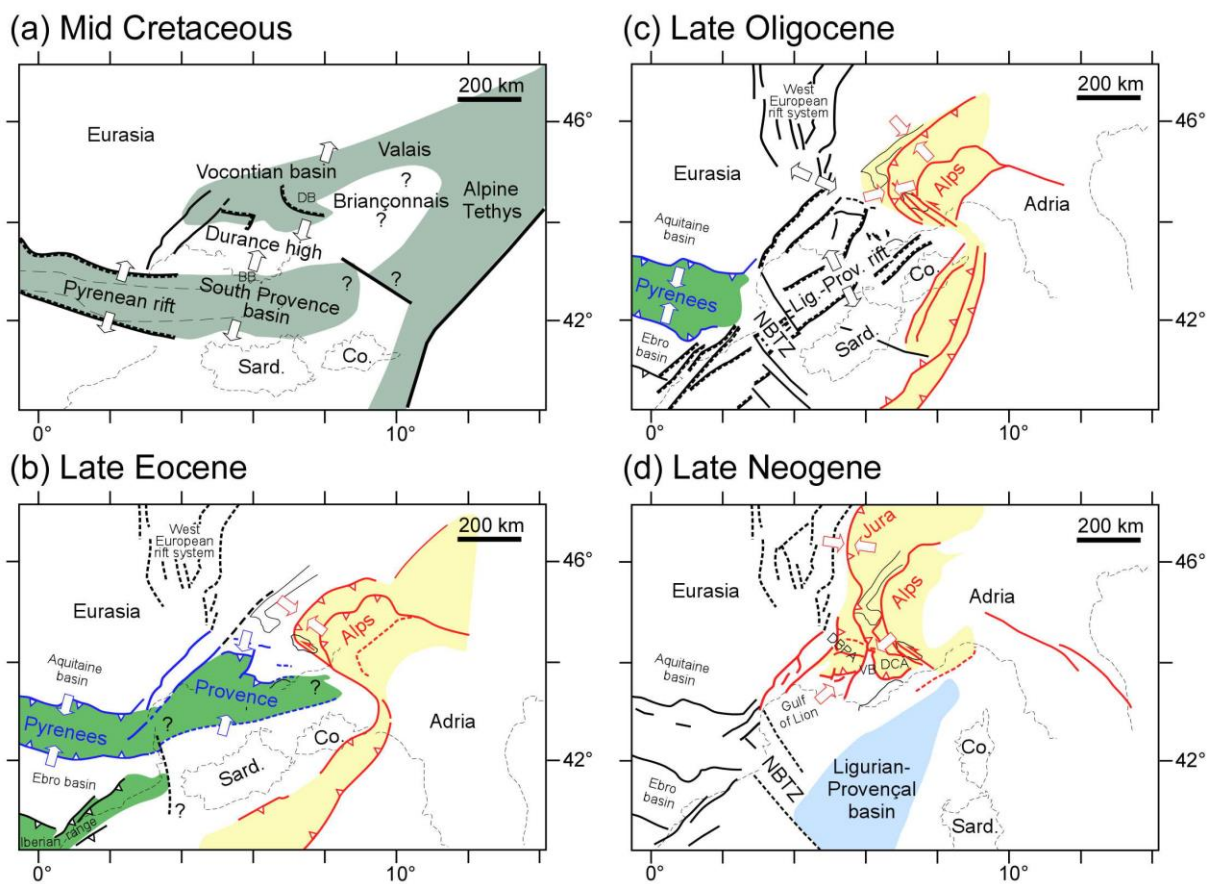 (a) Mid Cretaceous
200 km
Eurasia
46°
Valais
Vocontian basin
?
DB
Briançonnais
?
Alpine
Tethys
Durance high
BB
?
?
Pyrenean rift
South Provence
basin
42°
Sard.
Co.
0°
10°
(b) Late Eocene
200 km
West
European
rift system
46°
Eurasia
Alps
Aquitaine
basin
Provence
?
Pyrenees
?
Adria
Co.
42°
Ebro basin
Sard.
?
Iberian range
0°
10°
(c) Late Oligocene
200 km
West
European
rift system
46°
Eurasia
Alps
Adria
Aquitaine
basin
Lig.-Prov. rift
Co.
Pyrenees
42°
NBTZ
Sard.
Ebro
basin
0°
10°
(d) Late Neogene
200 km
Jura
46°
Eurasia
Alps
Adria
DGPA
VB
DCA
Aquitaine
basin
Gulf
of Lion
Co.
42°
NBTZ
Ligurian-
Provençal
basin
Ebro
basin
Sard.
0°
10°